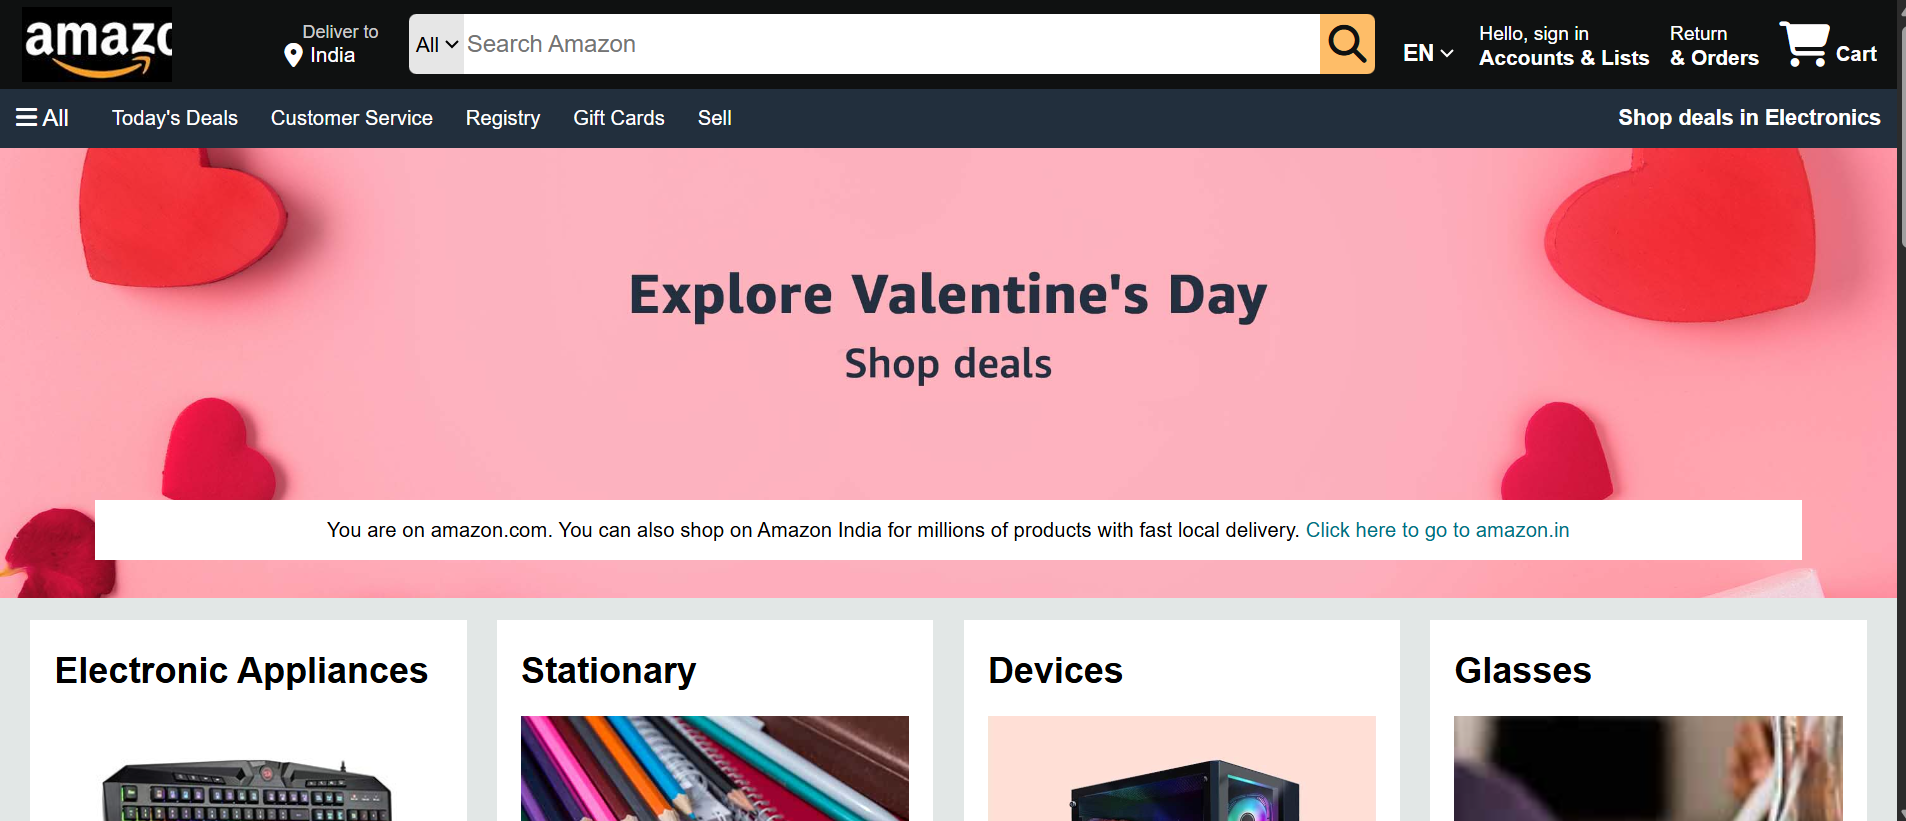 amazo
Deliver to
India
All
Search Amazon
EN
Hello, sign in
Accounts & Lists
Return
& Orders
Cart
All
Today's Deals
Customer Service
Registry
Gift Cards
Sell
Shop deals in Electronics
Explore Valentine's Day
Shop deals
You are on amazon.com. You can also shop on Amazon India for millions of products with fast local delivery. Click here to go to amazon.in
Electronic Appliances
Stationary
Devices
Glasses